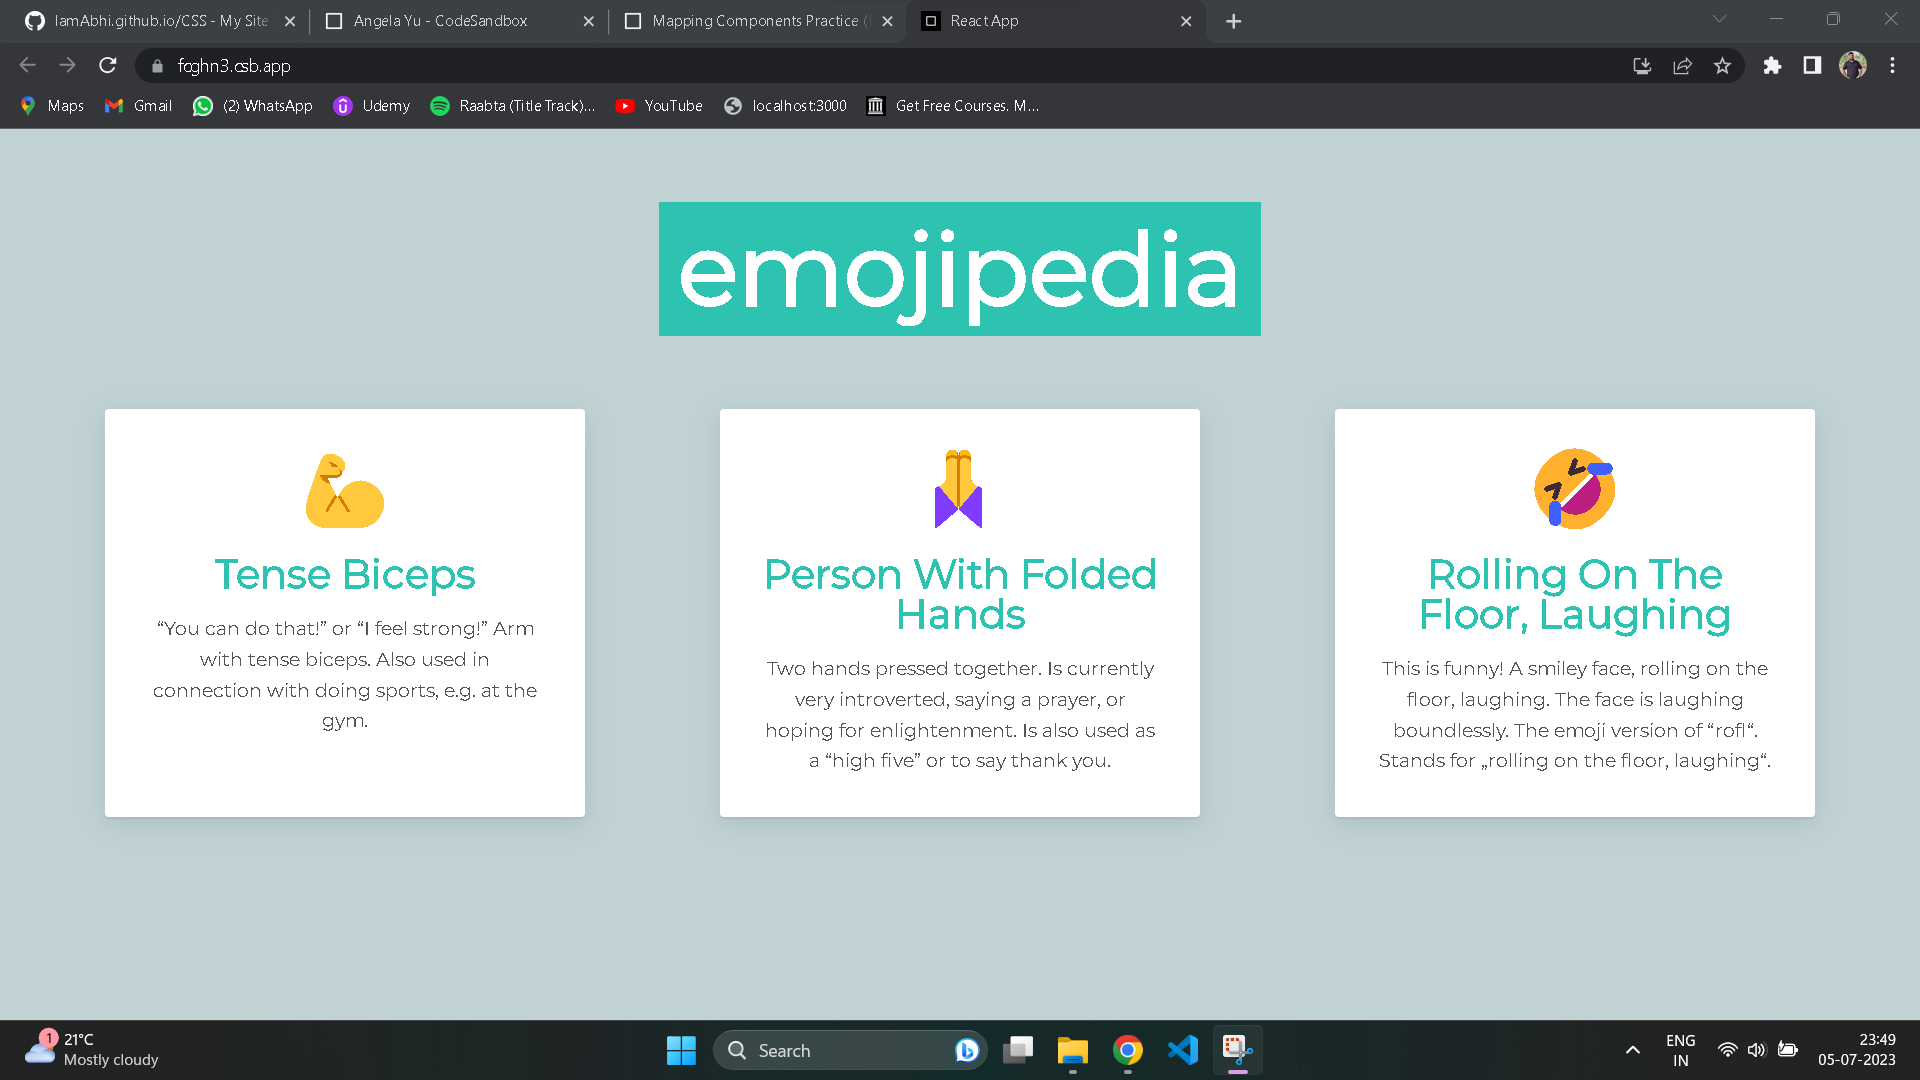 IamAbhi.github.io/CSS - My Site
Angela Yu - CodeSandbox
Mapping Components Practice (
React App
fcghn3.csb.app
Maps
Gmail
(2) WhatsApp
Udemy
Raabta (Title Track)...
YouTube
localhost:3000
Get Free Courses. M...
emojipedia
Tense Biceps
“You can do that!” or “I feel strong!” Arm
with tense biceps. Also used in
connection with doing sports, e.g. at the
gym.
Person With Folded
Hands
Two hands pressed together. Is currently
very introverted, saying a prayer, or
hoping for enlightenment. Is also used as
a “high five” or to say thank you.
Rolling On The
Floor, Laughing
This is funny! A smiley face, rolling on the
floor, laughing. The face is laughing
boundlessly. The emoji version of “rofl“.
Stands for „rolling on the floor, laughing“.
1
21°C
Mostly cloudy
Search
ENG
IN
23:49
05-07-2023